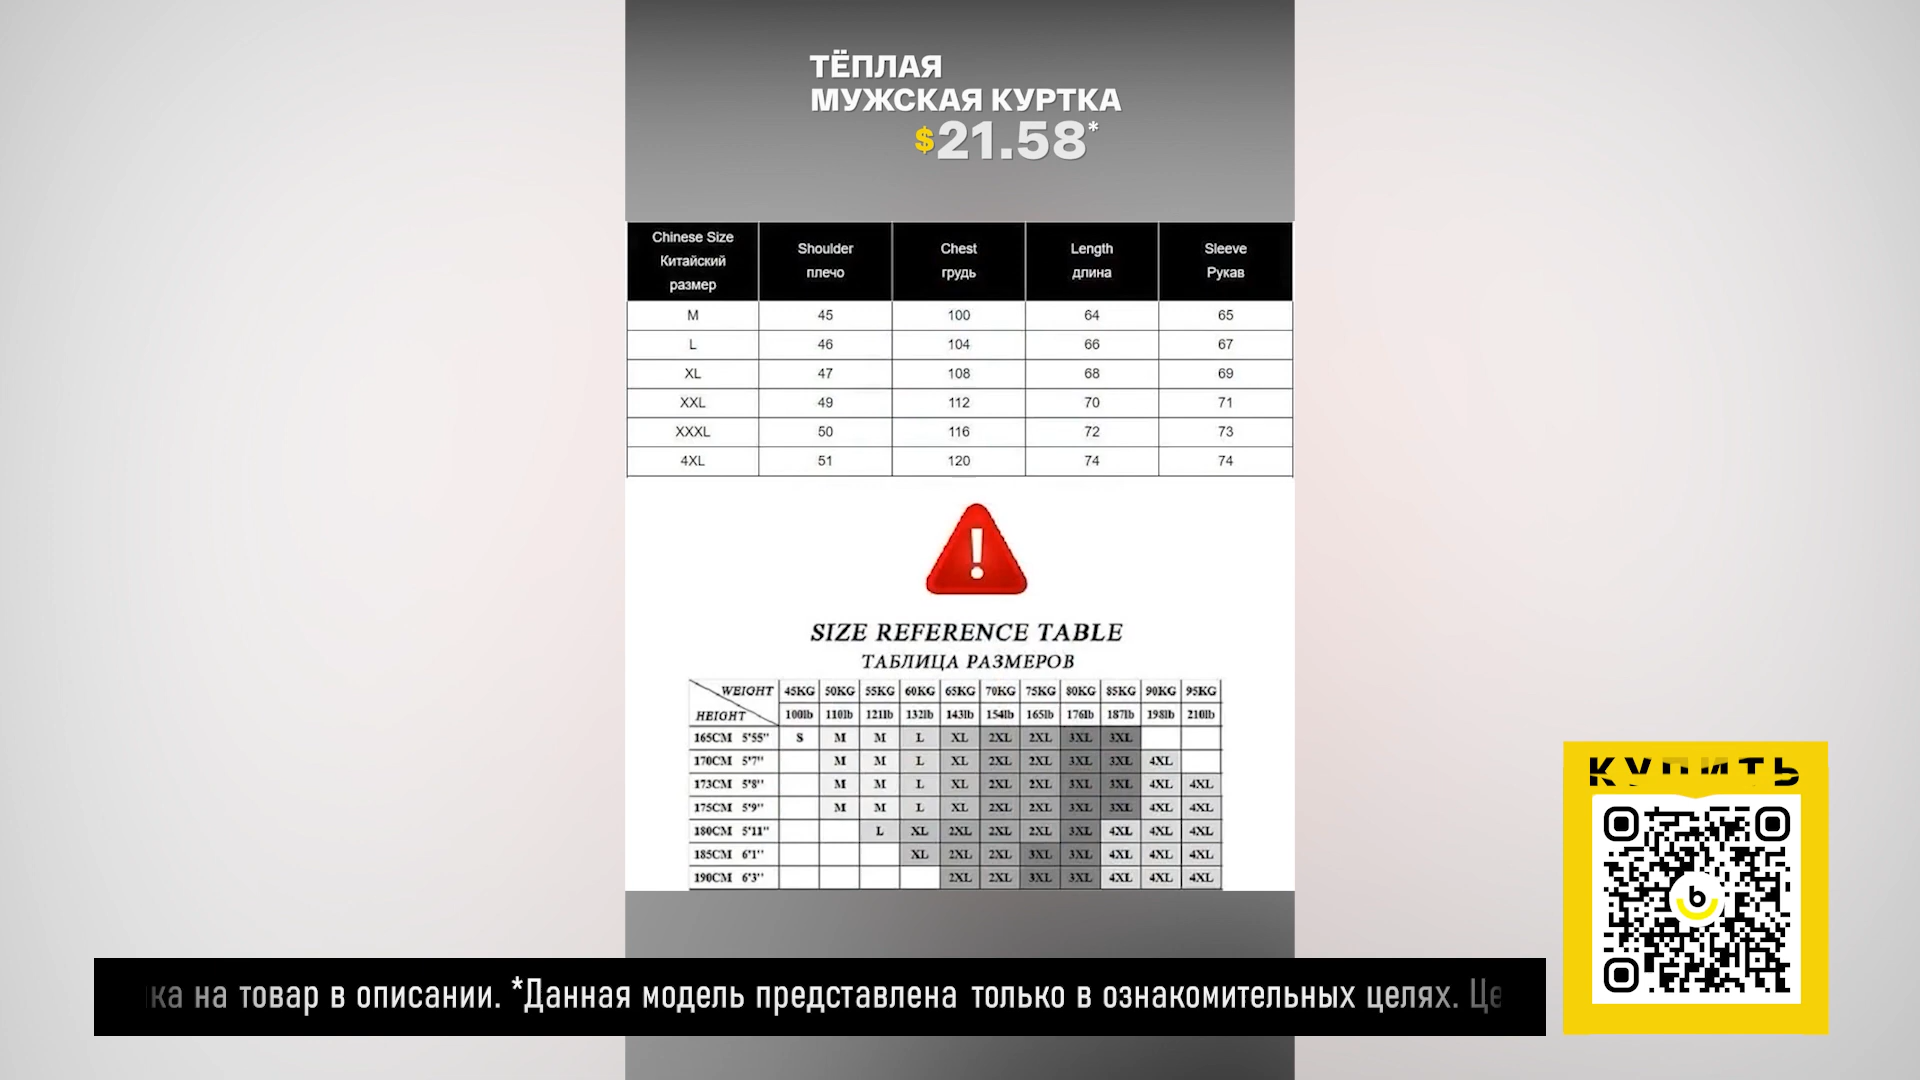 ТЁПЛАЯ
МУЖСКАЯ КУРТКА
$21.58*
Chinese Size Китайский размер Shoulder плечо Chest грудь Length длина Sleeve Рукав
M 45 100 64 65
L 46 104 66 67
XL 47 108 68 69
XXL 49 112 70 71
XXXL 50 116 72 73
4XL 51 120 74 74
SIZE REFERENCE TABLE
ТАБЛИЦА РАЗМЕРОВ
WEIGHT 45KG 50KG 55KG 60KG 65KG 70KG 75KG 80KG 85KG 90KG 95KG
HEIGHT 100lb 110lb 121lb 132lb 143lb 154lb 165lb 176lb 187lb 198lb 210lb
165CM 5'55" S M M L XL 2XL 2XL 3XL 3XL
170CM 5'7" M M L XL 2XL 2XL 3XL 3XL 4XL
173CM 5'8" M M L XL 2XL 2XL 3XL 3XL 4XL 4XL
175CM 5'9" M M L XL 2XL 2XL 3XL 3XL 4XL 4XL
180CM 5'11" L XL 2XL 2XL 2XL 3XL 4XL 4XL 4XL
185CM 6'1" XL 2XL 2XL 3XL 3XL 4XL 4XL 4XL
190CM 6'3" 2XL 2XL 3XL 3XL 4XL 4XL 4XL
КУПИТЬ
b
на товар в описании. *Данная модель представлена только в ознакомительных целях.